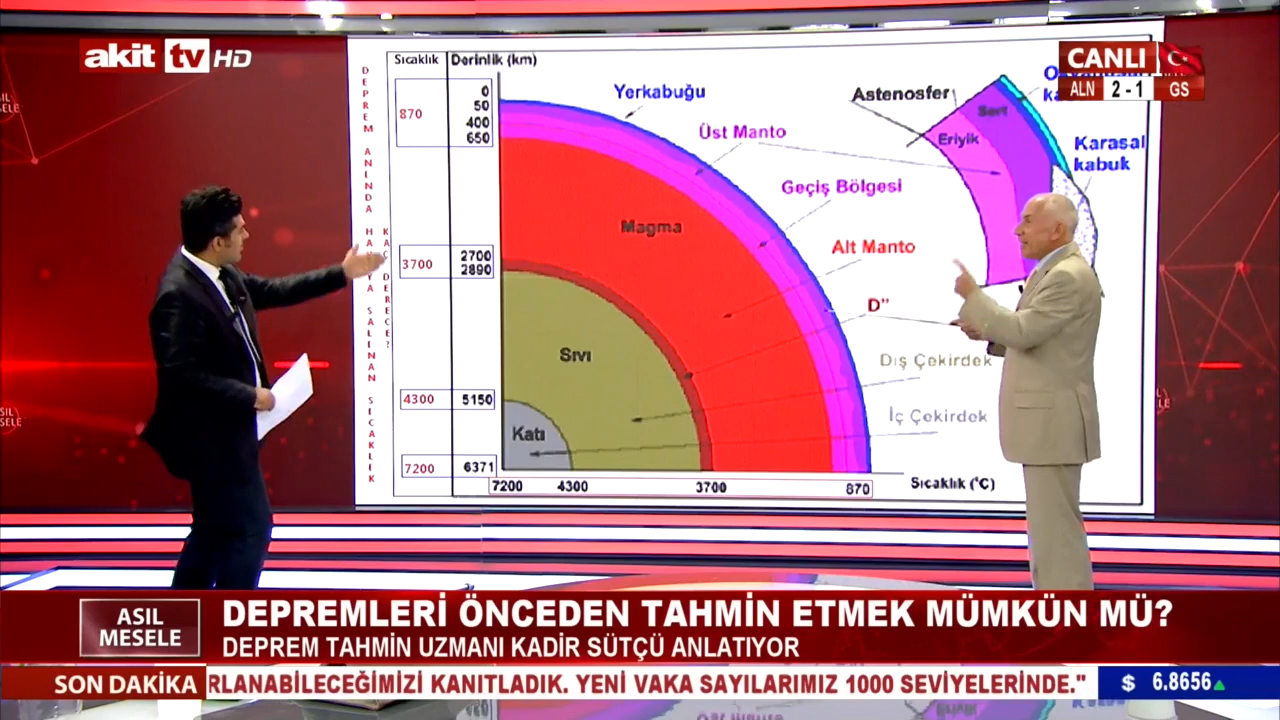 akit tv HD
CANLI
ALN 2 - 1 GS
Sıcaklık
Derinlik (km)
DEPREM ANINDA HAVAYA SALINAN SICAKLIK
KAÇ DERECE?
870
0
50
400
650
3700
2700
2890
4300
5150
7200
6371
Yerkabuğu
Üst Manto
Geçiş Bölgesi
Magma
Alt Manto
D''
Sıvı
Dış Çekirdek
İç Çekirdek
Katı
Astenosfer
Sert
Eriyik
Karasal
kabuk
7200 4300 3700 870
Sıcaklık (°C)
ASIL
MESELE
DEPREMLERİ ÖNCEDEN TAHMİN ETMEK MÜMKÜN MÜ?
DEPREM TAHMİN UZMANI KADİR SÜTÇÜ ANLATIYOR
SON DAKİKA
RLANABİLECEĞİMİZİ KANITLADIK. YENİ VAKA SAYILARIMIZ 1000 SEVİYELERİNDE."
$ 6.8656